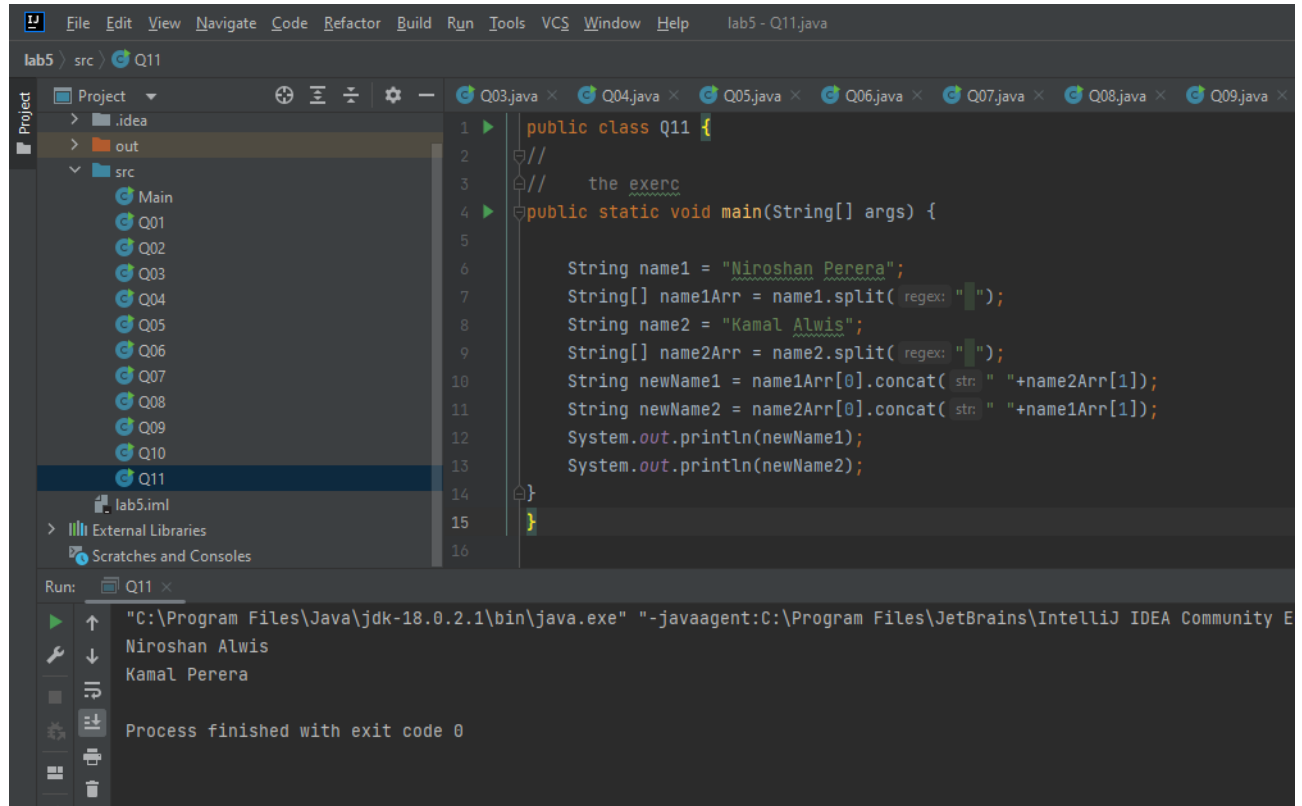 File Edit View Navigate Code Refactor Build Run Tools VCS Window Help lab5 - Q11.java
lab5 src Q11
Project
Project
Q03.java Q04.java Q05.java Q06.java Q07.java Q08.java Q09.java
.idea
out
src
Main
Q01
Q02
Q03
Q04
Q05
Q06
Q07
Q08
Q09
Q10
Q11
lab5.iml
External Libraries
Scratches and Consoles
1 public class Q11 {
2 //
3 // the exerc
4 public static void main(String[] args) {
5
6 String name1 = "Niroshan Perera";
7 String[] name1Arr = name1.split( regex: " ");
8 String name2 = "Kamal Alwis";
9 String[] name2Arr = name2.split( regex: " ");
10 String newName1 = name1Arr[0].concat( str: " "+name2Arr[1]);
11 String newName2 = name2Arr[0].concat( str: " "+name1Arr[1]);
12 System.out.println(newName1);
13 System.out.println(newName2);
14 }
15 }
16
Run: Q11
"C:\Program Files\Java\jdk-18.0.2.1\bin\java.exe" "-javaagent:C:\Program Files\JetBrains\IntelliJ IDEA Community E
Niroshan Alwis
Kamal Perera
Process finished with exit code 0